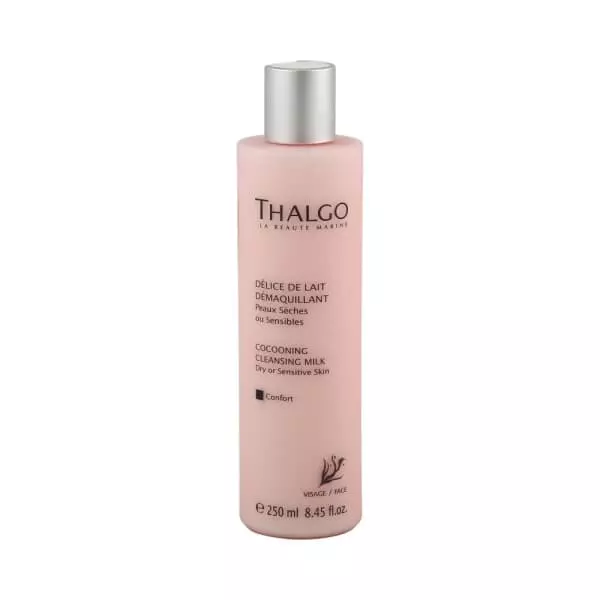 THALGO
LA BEAUTÉ MARINE
DÉLICE DE LAIT
DÉMAQUILLANT
Peaux Sèches
ou Sensibles
COCOONING
CLEANSING MILK
Dry or Sensitive Skin
Confort
VISAGE / FACE
℮ 250 ml 8.45 fl.oz.